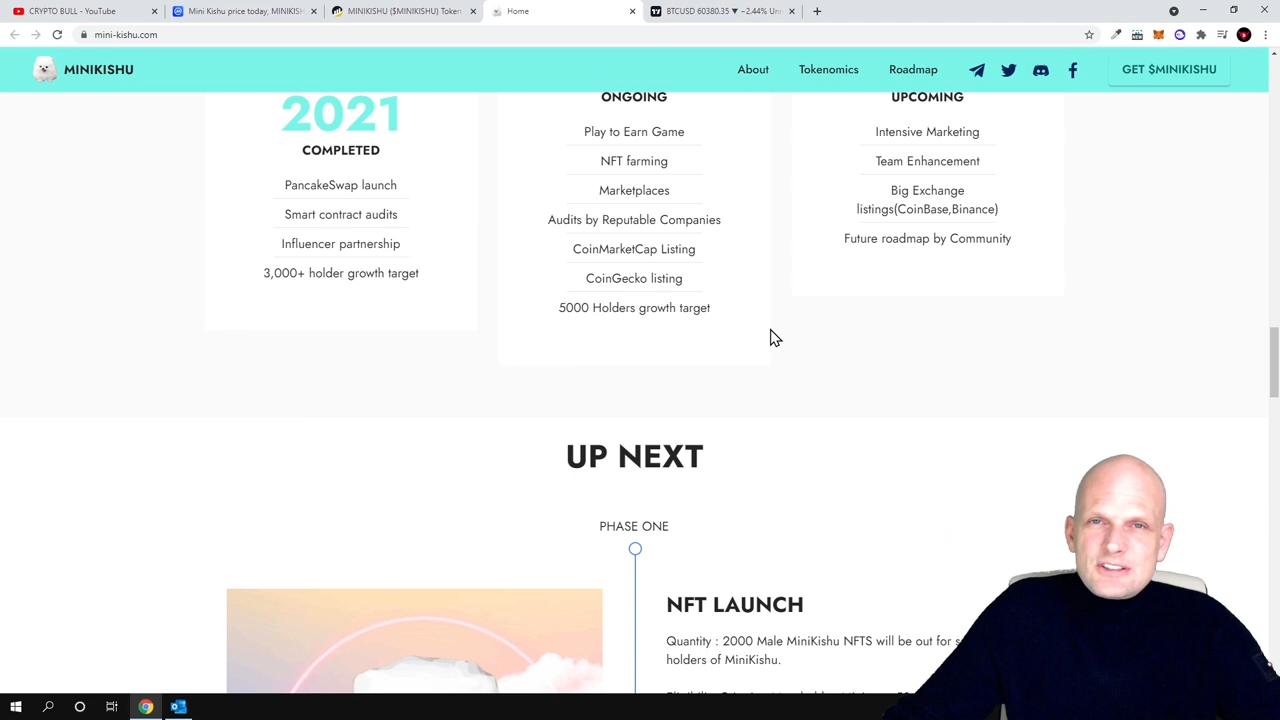 CRYPTO BULL - YouTube
Mini Kishu price today, MINIKISH
MINIKISHU ($MINIKISHU) Token
Home
BTCUSD 60380.35 ▼ −2.44% Un
mini-kishu.com
MINIKISHU
About
Tokenomics
Roadmap
GET $MINIKISHU
2021
COMPLETED
PancakeSwap launch
Smart contract audits
Influencer partnership
3,000+ holder growth target
ONGOING
Play to Earn Game
NFT farming
Marketplaces
Audits by Reputable Companies
CoinMarketCap Listing
CoinGecko listing
5000 Holders growth target
UPCOMING
Intensive Marketing
Team Enhancement
Big Exchange
listings(CoinBase,Binance)
Future roadmap by Community
UP NEXT
PHASE ONE
NFT LAUNCH
Quantity : 2000 Male MiniKishu NFTS will be out for
holders of MiniKishu.